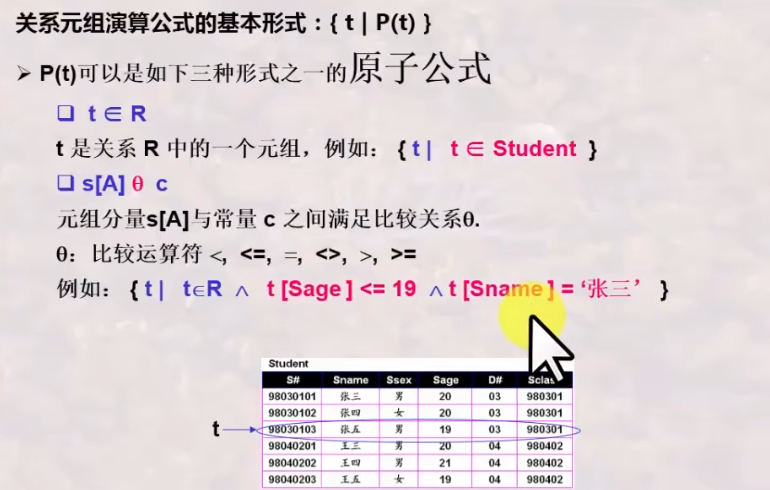 关系元组演算公式的基本形式：{ t | P(t) }
➢ P(t)可以是如下三种形式之一的原子公式
❑ t ∈ R
t 是关系 R 中的一个元组，例如： { t | t ∈ Student }
❑ s[A] θ c
元组分量s[A]与常量 c 之间满足比较关系θ.
θ：比较运算符 <, <=, =, <>, >, >=
例如： { t | t∈R ∧ t [Sage ] <= 19 ∧ t [Sname ] = ‘张三’ }
Student
S# Sname Ssex Sage D# Sclas
98030101 张三 男 20 03 980301
98030102 张四 女 20 03 980301
t 98030103 张五 男 19 03 980301
98040201 王三 男 20 04 980402
98040202 王四 男 21 04 980402
98040203 王五 女 19 04 980402